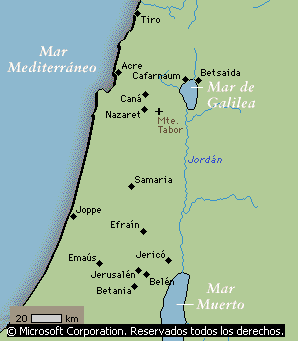 Tiro
Mar
Mediterráneo
Acre
Cafarnaum
Betsaida
Mar de
Galilea
Caná
Nazaret
Mte.
Tabor
Jordán
Samaria
Joppe
Efraín
Emaús
Jericó
Jerusalén
Belén
Betania
Mar
Muerto
20 km
© Microsoft Corporation. Reservados todos los derechos.